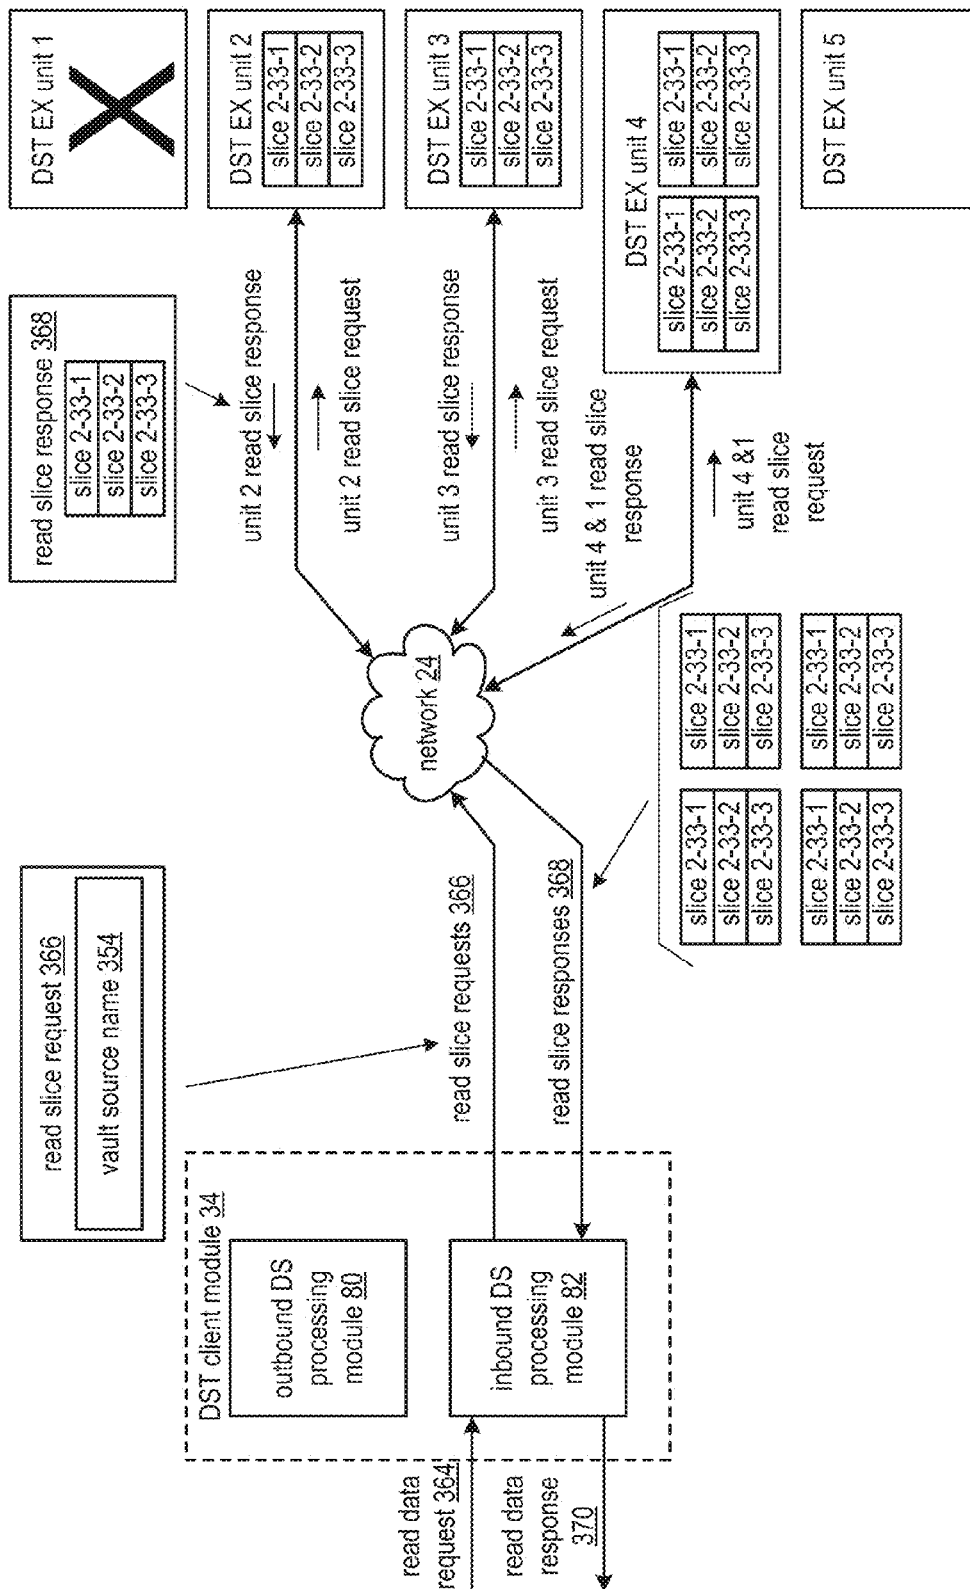 read slice request 366
vault source name 354
read slice response 368
slice 2-33-1
slice 2-33-2
slice 2-33-3
DST EX unit 1
DST client module 34
outbound DS
processing
module 80
inbound DS
processing
module 82
read data
request 364
read data
response
370
read slice requests 366
read slice responses 368
network 24
unit 2 read slice response
unit 2 read slice request
DST EX unit 2
slice 2-33-1
slice 2-33-2
slice 2-33-3
unit 3 read slice response
unit 3 read slice request
DST EX unit 3
slice 2-33-1
slice 2-33-2
slice 2-33-3
unit 4 & 1 read slice
response
unit 4 &1
read slice
request
DST EX unit 4
slice 2-33-1
slice 2-33-2
slice 2-33-3
slice 2-33-1
slice 2-33-2
slice 2-33-3
slice 2-33-1
slice 2-33-2
slice 2-33-3
slice 2-33-1
slice 2-33-2
slice 2-33-3
slice 2-33-1
slice 2-33-2
slice 2-33-3
slice 2-33-1
slice 2-33-2
slice 2-33-3
DST EX unit 5